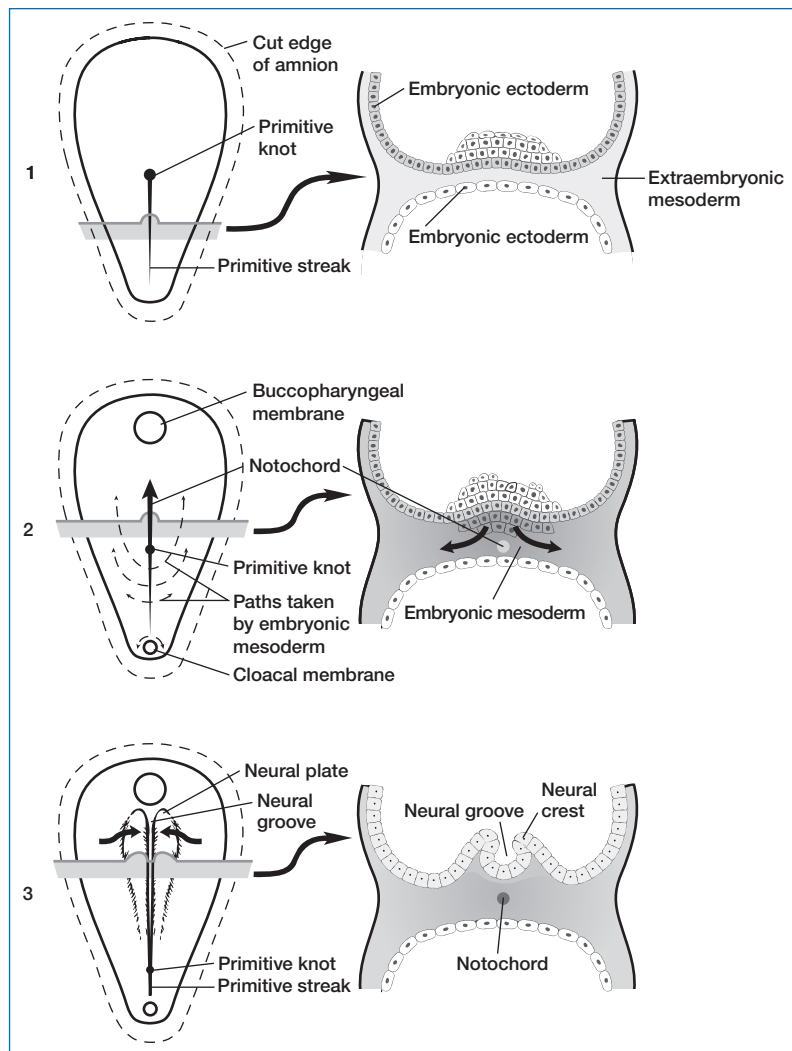 Cut edge
of amnion
Primitive
knot
1
Primitive streak
Embryonic ectoderm
Extraembryonic
mesoderm
Embryonic ectoderm
Buccopharyngeal
membrane
Notochord
2
Primitive knot
Paths taken
by embryonic
mesoderm
Cloacal membrane
Embryonic mesoderm
Neural plate
Neural
groove
3
Primitive knot
Primitive streak
Neural groove
Neural
crest
Notochord